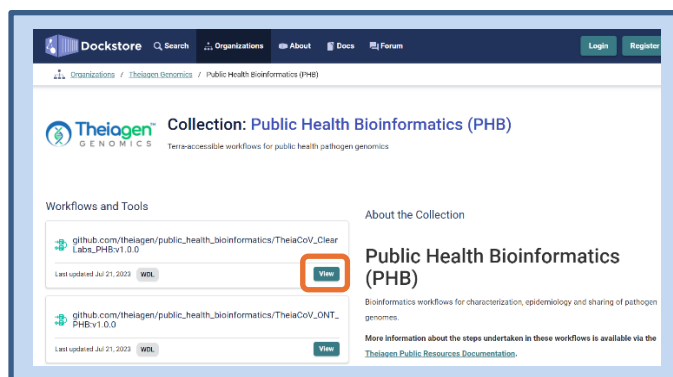 Dockstore Search Organizations About Docs Forum Login Register
Organizations / Theiagen Genomics / Public Health Bioinformatics (PHB)
Theiagen™
GENOMICS
Collection: Public Health Bioinformatics (PHB)
Terra-accessible workflows for public health pathogen genomics
Workflows and Tools
github.com/theiagen/public_health_bioinformatics/TheiaCoV_Clear
Labs_PHB:v1.0.0
Last updated Jul 21, 2023 WDL View
github.com/theiagen/public_health_bioinformatics/TheiaCoV_ONT_
PHB:v1.0.0
Last updated Jul 21, 2023 WDL View
About the Collection
Public Health Bioinformatics
(PHB)
Bioinformatics workflows for characterization, epidemiology and sharing of pathogen
genomes.
More information about the steps undertaken in these workflows is available via the
Theiagen Public Resources Documentation.